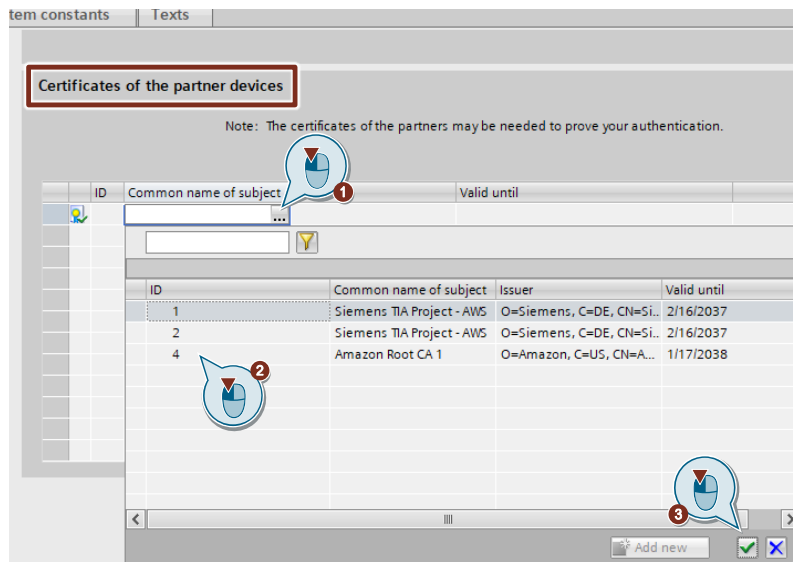 tem constants Texts
Certificates of the partner devices
Note: The certificates of the partners may be needed to prove your authentication.
ID Common name of subject Valid until
1
...
ID Common name of subject Issuer Valid until
1 Siemens TIA Project - AWS O=Siemens, C=DE, CN=Si.. 2/16/2037
2 Siemens TIA Project - AWS O=Siemens, C=DE, CN=Si.. 2/16/2037
4 Amazon Root CA 1 O=Amazon, C=US, CN=A... 1/17/2038
2
3
Add new